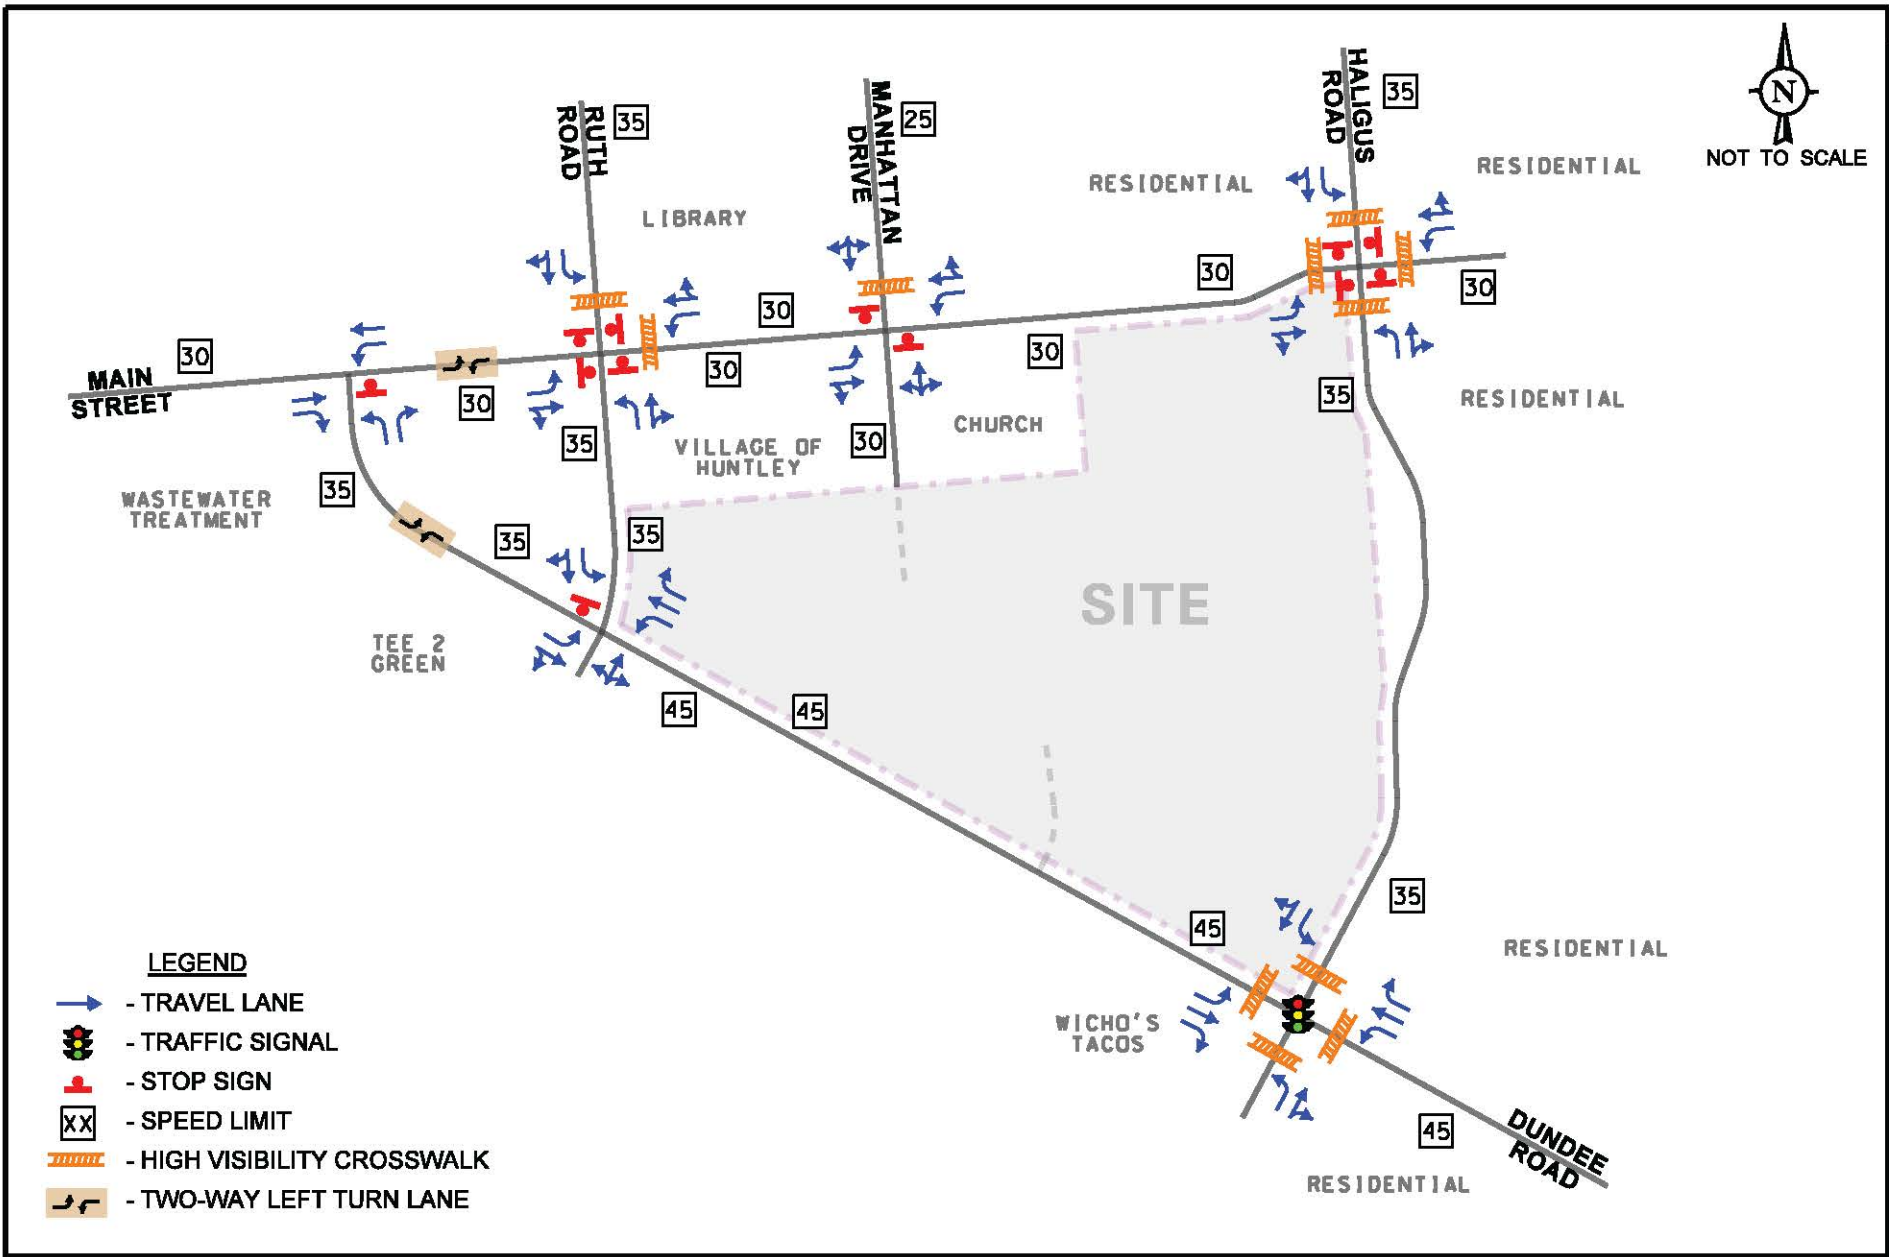 HALIGUS
ROAD
35
N
NOT TO SCALE
MANHATTAN
DRIVE
25
RUTH
ROAD
35
RESIDENTIAL
RESIDENTIAL
LIBRARY
30
30
30
30
30
30
MAIN
STREET
30
30
35
RESIDENTIAL
35
VILLAGE OF
HUNTLEY
30
CHURCH
35
WASTEWATER
TREATMENT
35
35
SITE
TEE 2
GREEN
45
45
35
45
RESIDENTIAL
WICHO'S
TACOS
45
DUNDEE
ROAD
RESIDENTIAL
LEGEND
- TRAVEL LANE
- TRAFFIC SIGNAL
- STOP SIGN
XX - SPEED LIMIT
- HIGH VISIBILITY CROSSWALK
- TWO-WAY LEFT TURN LANE